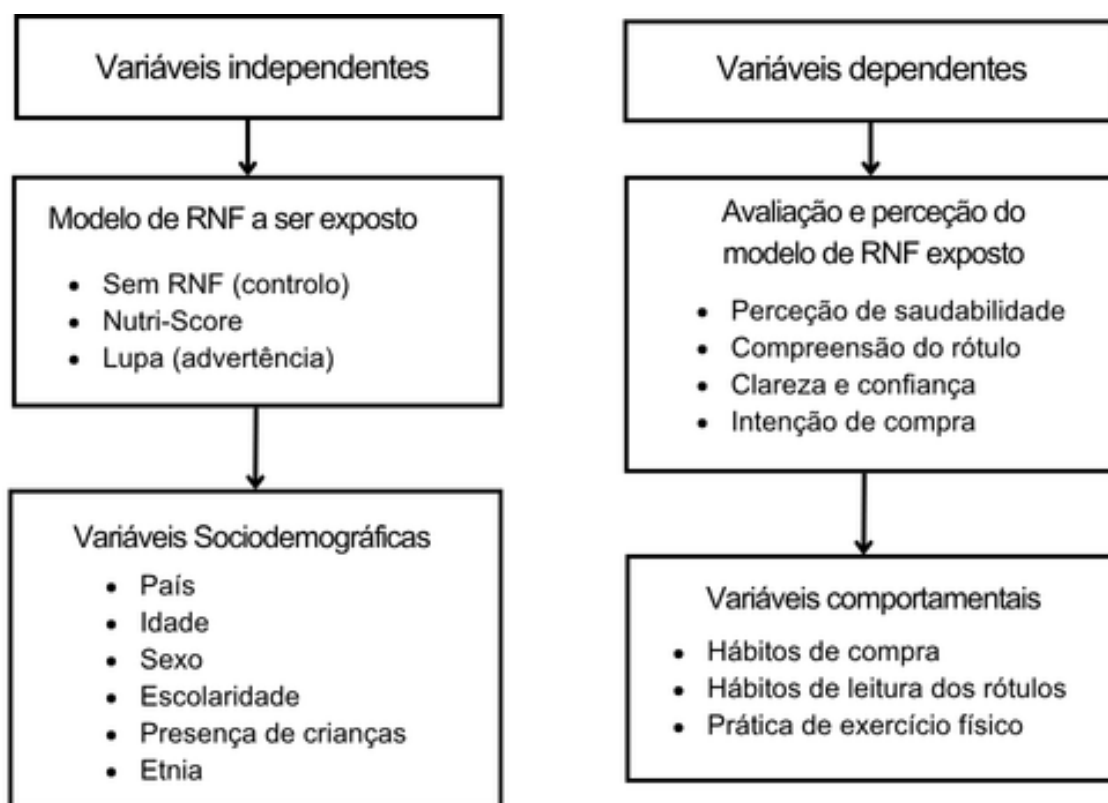 Variáveis independentes
Modelo de RNF a ser exposto
• Sem RNF (controlo)
• Nutri-Score
• Lupa (advertência)
Variáveis Sociodemográficas
• País
• Idade
• Sexo
• Escolaridade
• Presença de crianças
• Etnia
Variáveis dependentes
Avaliação e perceção do
modelo de RNF exposto
• Perceção de saudabilidade
• Compreensão do rótulo
• Clareza e confiança
• Intenção de compra
Variáveis comportamentais
• Hábitos de compra
• Hábitos de leitura dos rótulos
• Prática de exercício físico